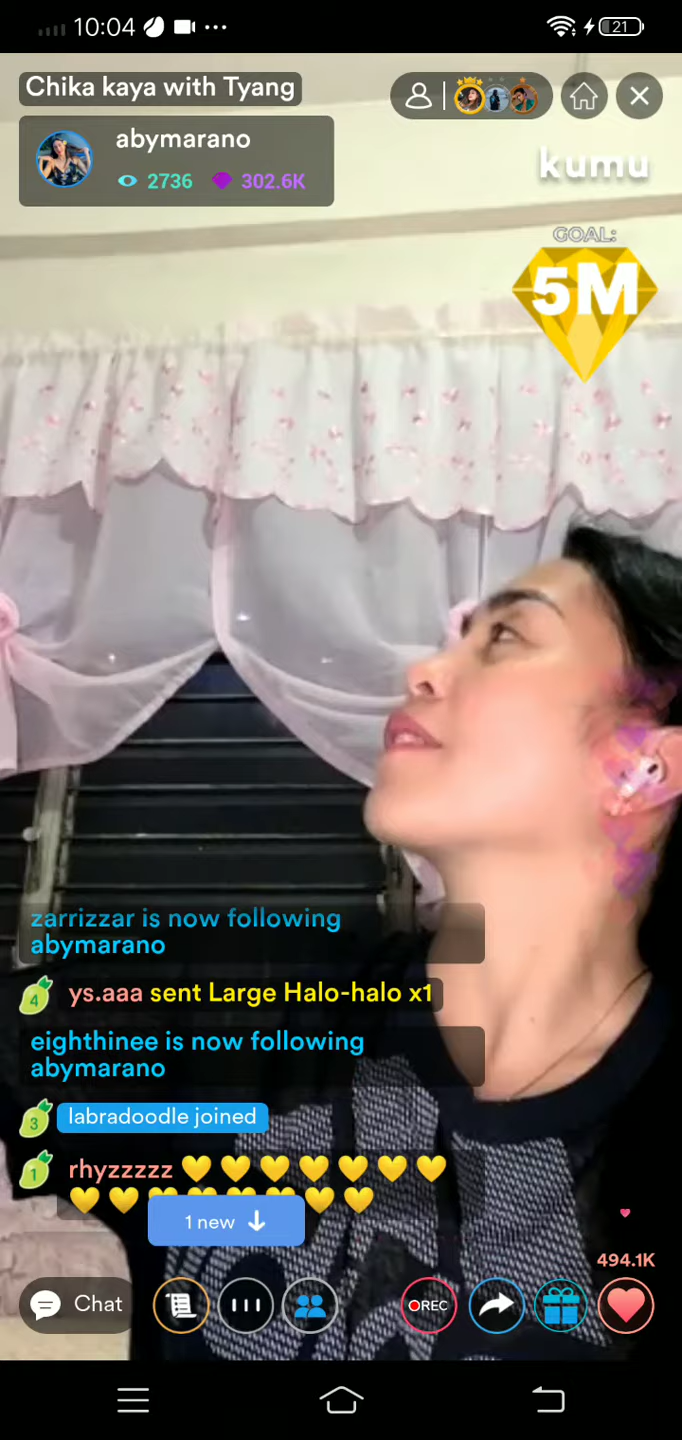 10:04
21
Chika kaya with Tyang
abymarano
2736 302.6K
kumu
GOAL:
5M
zarrizzar is now following
abymarano
4 ys.aaa sent Large Halo-halo x1
eighthinee is now following
abymarano
3 labradoodle joined
1 rhyzzzzz 💛💛💛💛💛💛💛
💛💛💛💛💛💛💛💛
1 new
494.1K
Chat
REC